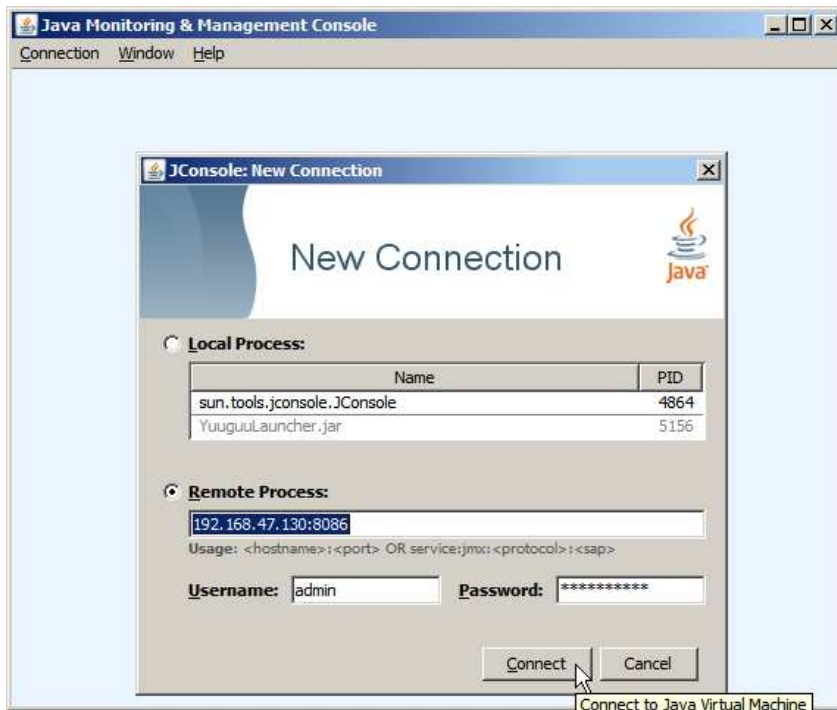 Java Monitoring & Management Console
Connection Window Help
JConsole: New Connection
New Connection
Java
Local Process:
Name PID
sun.tools.jconsole.JConsole 4864
YuuguuLauncher.jar 5156
Remote Process:
192.168.47.130:8086
Usage: <hostname>:<port> OR service:jmx:<protocol>:<sap>
Username: admin Password: **********
Connect Cancel
Connect to Java Virtual Machine